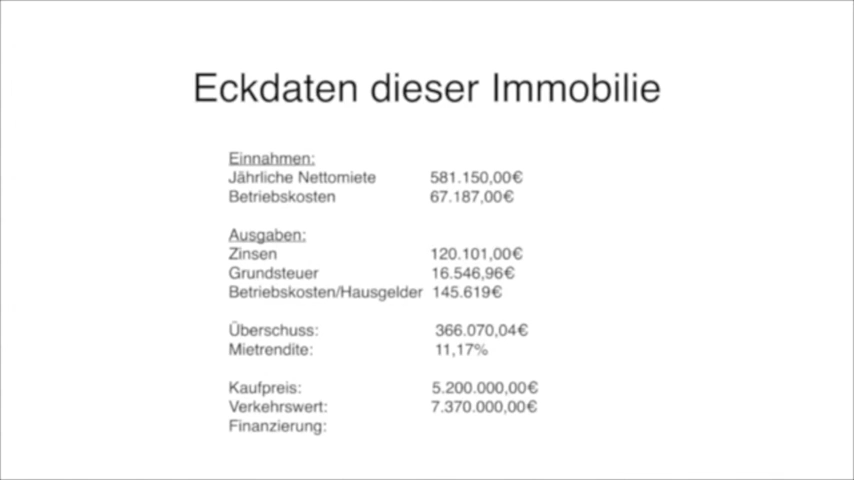 Eckdaten dieser Immobilie
Einnahmen:
Jährliche Nettomiete 581.150,00€
Betriebskosten 67.187,00€
Ausgaben:
Zinsen 120.101,00€
Grundsteuer 16.546,96€
Betriebskosten/Hausgelder 145.619€
Überschuss: 366.070,04€
Mietrendite: 11,17%
Kaufpreis: 5.200.000,00€
Verkehrswert: 7.370.000,00€
Finanzierung: